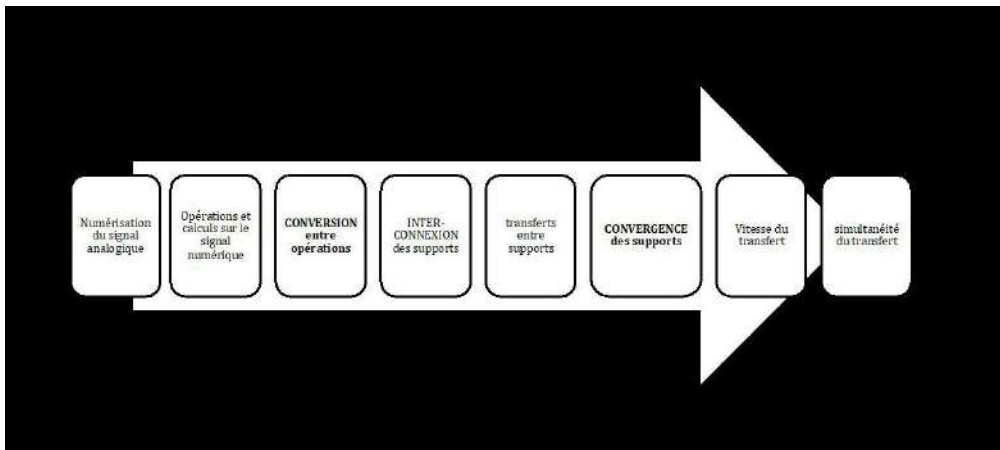 Numérisation
du signal
analogique
Opérations et
calculs sur le
signal
numérique
CONVERSION
entre
opérations
INTER-
CONNEXION
des supports
transferts
entre
supports
CONVERGENCE
des supports
Vitesse du
transfert
simultanéité
du transfert